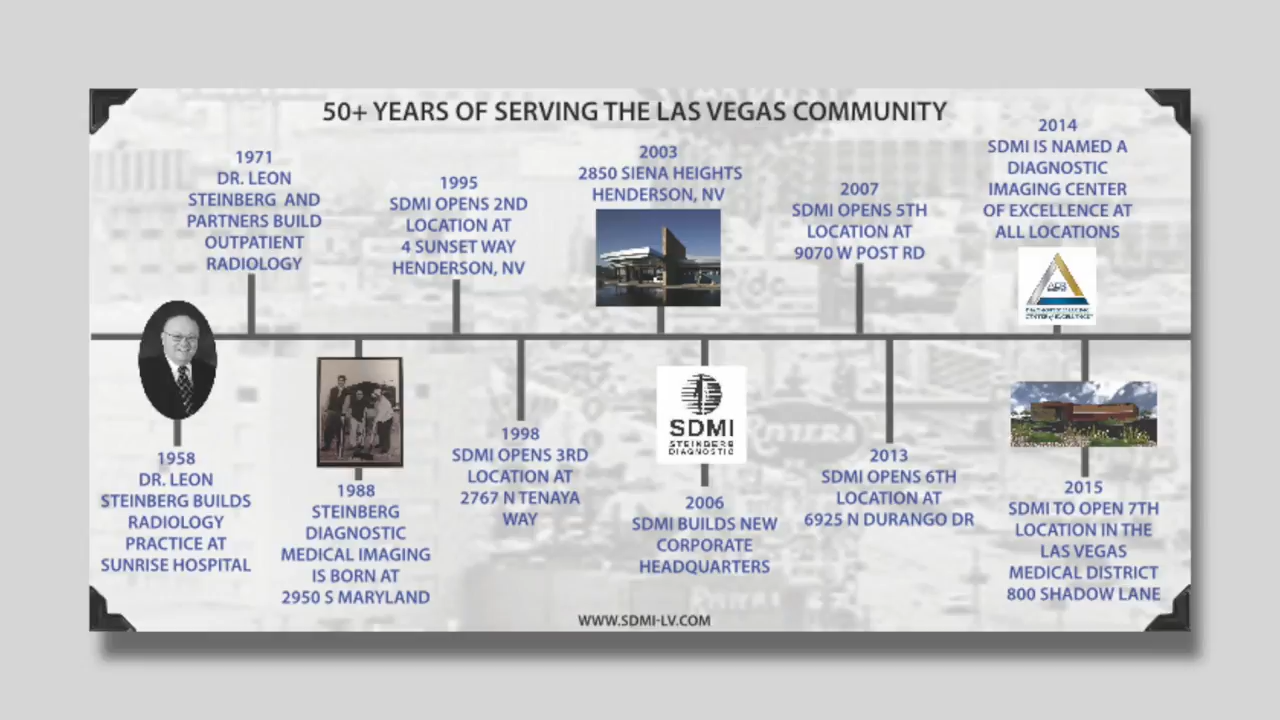 50+ YEARS OF SERVING THE LAS VEGAS COMMUNITY
1958
DR. LEON
STEINBERG BUILDS
RADIOLOGY
PRACTICE AT
SUNRISE HOSPITAL
1971
DR. LEON
STEINBERG AND
PARTNERS BUILD
OUTPATIENT
RADIOLOGY
1988
STEINBERG
DIAGNOSTIC
MEDICAL IMAGING
IS BORN AT
2950 S MARYLAND
1995
SDMI OPENS 2ND
LOCATION AT
4 SUNSET WAY
HENDERSON, NV
1998
SDMI OPENS 3RD
LOCATION AT
2767 N TENAYA
WAY
2003
2850 SIENA HEIGHTS
HENDERSON, NV
SDMI
STEINBERG
DIAGNOSTIC
2006
SDMI BUILDS NEW
CORPORATE
HEADQUARTERS
2007
SDMI OPENS 5TH
LOCATION AT
9070 W POST RD
2013
SDMI OPENS 6TH
LOCATION AT
6925 N DURANGO DR
2014
SDMI IS NAMED A
DIAGNOSTIC
IMAGING CENTER
OF EXCELLENCE AT
ALL LOCATIONS
CENTER of EXCELLENCE
2015
SDMI TO OPEN 7TH
LOCATION IN THE
LAS VEGAS
MEDICAL DISTRICT
800 SHADOW LANE
RIVIERA
WWW.SDMI-LV.COM